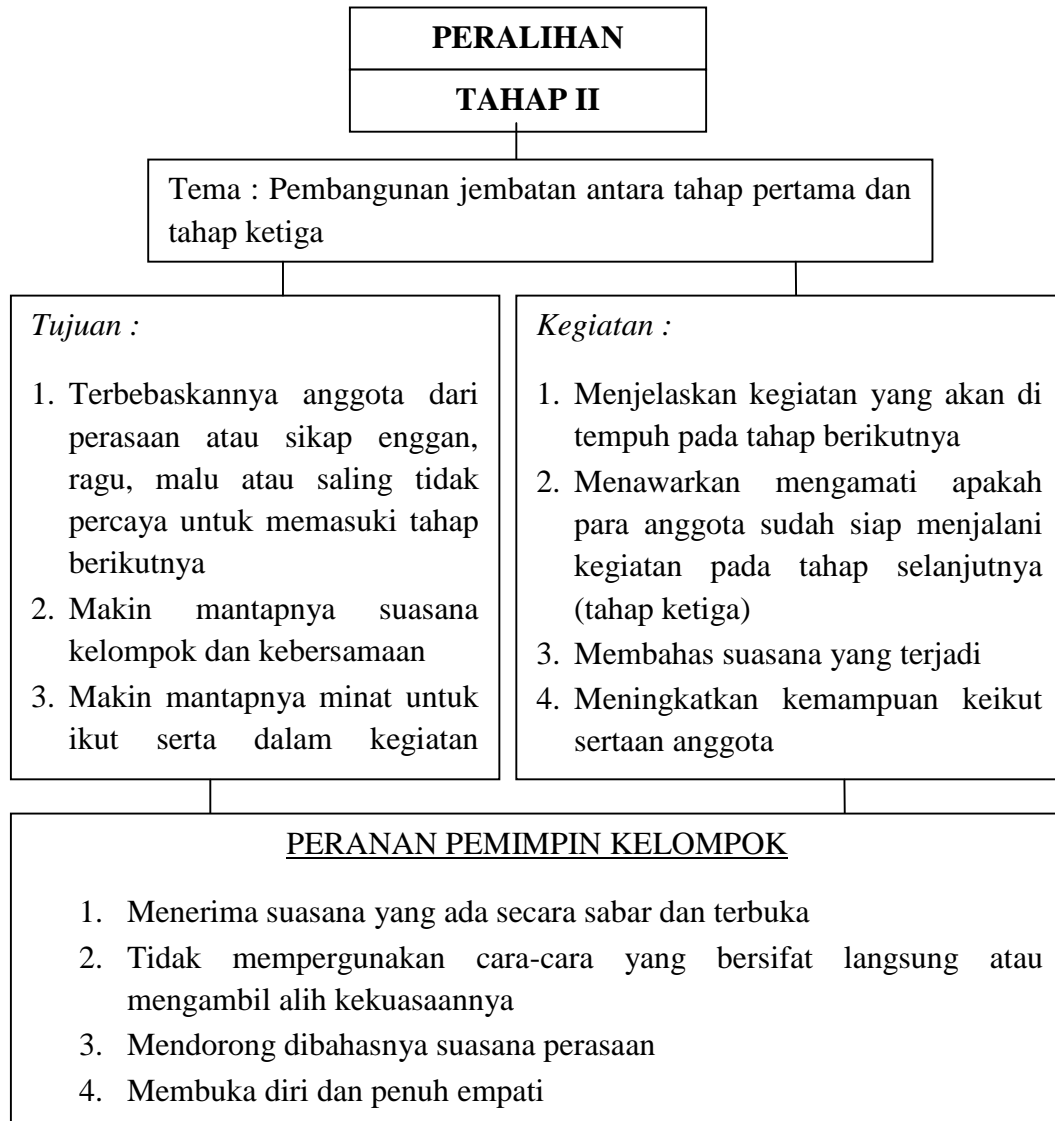 PERALIHAN
TAHAP II
Tema : Pembangunan jembatan antara tahap pertama dan
tahap ketiga
Tujuan :
1. Terbebaskannya anggota dari
perasaan atau sikap enggan,
ragu, malu atau saling tidak
percaya untuk memasuki tahap
berikutnya
2. Makin mantapnya suasana
kelompok dan kebersamaan
3. Makin mantapnya minat untuk
ikut serta dalam kegiatan
Kegiatan :
1. Menjelaskan kegiatan yang akan di
tempuh pada tahap berikutnya
2. Menawarkan mengamati apakah
para anggota sudah siap menjalani
kegiatan pada tahap selanjutnya
(tahap ketiga)
3. Membahas suasana yang terjadi
4. Meningkatkan kemampuan keikut
sertaan anggota
PERANAN PEMIMPIN KELOMPOK
1. Menerima suasana yang ada secara sabar dan terbuka
2. Tidak mempergunakan cara-cara yang bersifat langsung atau
mengambil alih kekuasaannya
3. Mendorong dibahasnya suasana perasaan
4. Membuka diri dan penuh empati